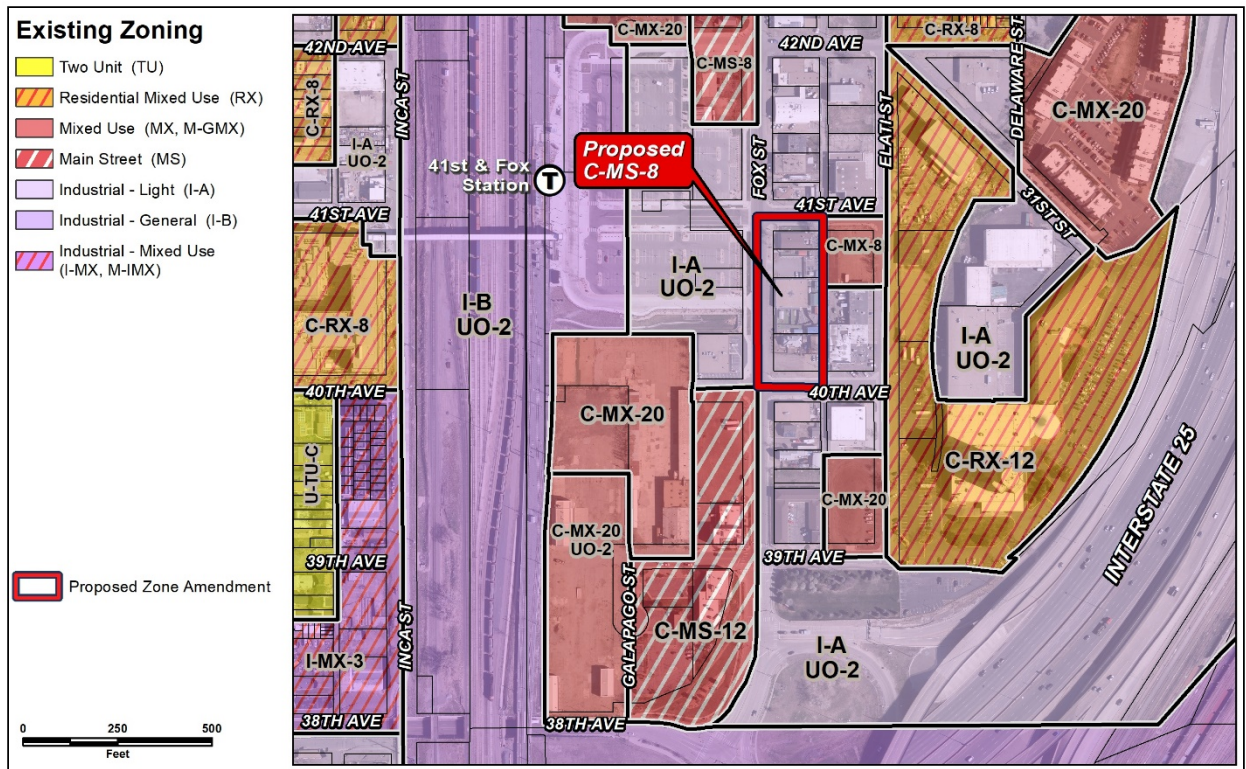 Existing Zoning
Two Unit (TU)
Residential Mixed Use (RX)
Mixed Use (MX, M-GMX)
Main Street (MS)
Industrial - Light (I-A)
Industrial - General (I-B)
Industrial - Mixed Use
(I-MX, M-IMX)
Proposed Zone Amendment
0 250 500
Feet
42ND AVE
C-MX-20
42ND AVE
C-RX-8
DELAWARE ST
C-RX-8
INCA ST
I-A
UO-2
C-MS-8
C-MX-20
41st & Fox
Station
T
Proposed
C-MS-8
FOX ST
ELATI ST
41ST AVE
41ST AVE
31ST ST
C-MX-8
I-B
UO-2
I-A
UO-2
C-RX-8
I-A
UO-2
40TH AVE
40TH AVE
C-MX-20
U-TU-C
C-RX-12
INTERSTATE 25
C-MX-20
C-MX-20
UO-2
39TH AVE
39TH AVE
INCA ST
GALAPAGO ST
C-MS-12
I-MX-3
I-A
UO-2
38TH AVE
38TH AVE